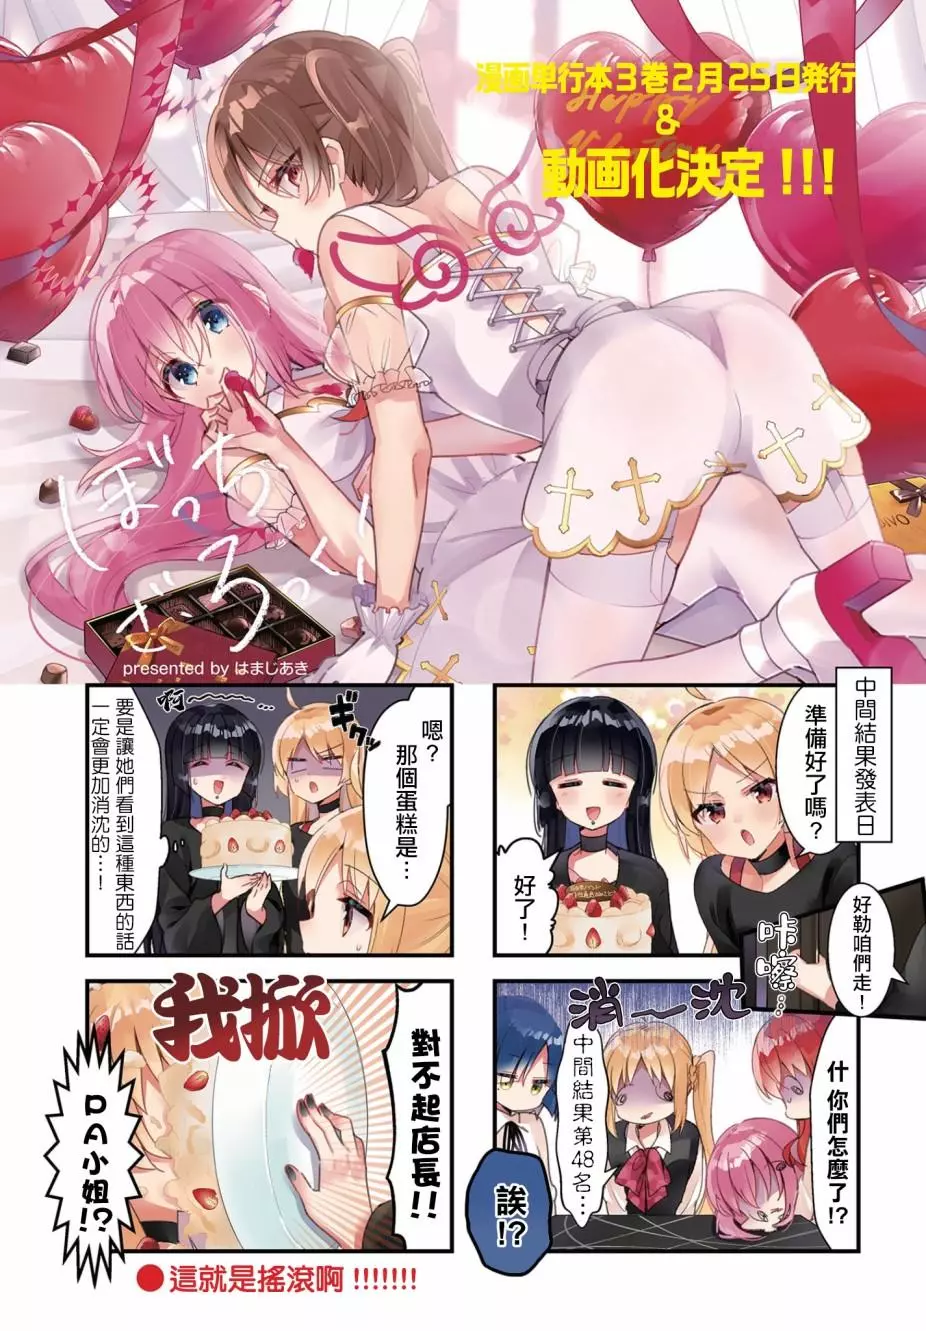 漫画単行本3巻2月25日発行
&
動画化決定!!!
Happy
ぼっち
ざろっく!
presented by はまじあき
中間結果發表日
準備好了嗎？
好了！
好勒咱們走！
咔嚓…
嗯？
那個蛋糕是…
ギクッ
啊～～～…
要是讓她們看到這種東西的話
一定會更加消沈的…！
消—沈
什 你們怎麼了!?
中間結果第48名…
誒!?
對不起店長!!
我掀
PA小姐!?
●這就是搖滾啊!!!!!!!